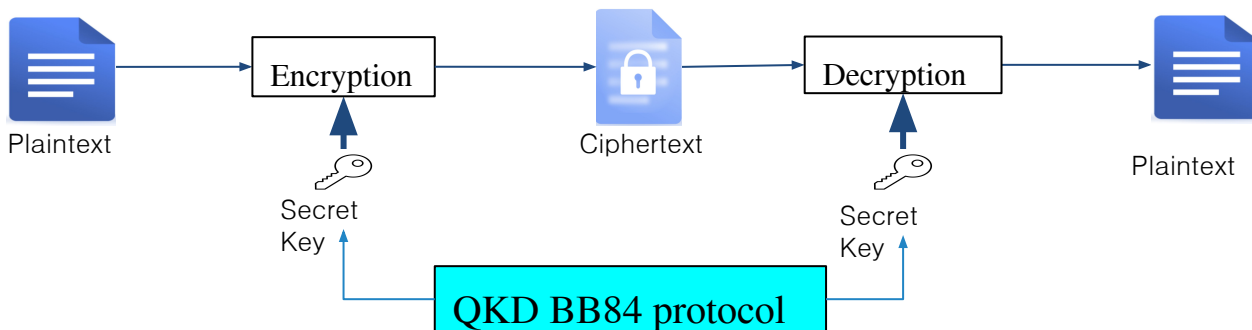 Plaintext
Encryption
Ciphertext
Decryption
Plaintext
Secret
Key
Secret
Key
QKD BB84 protocol